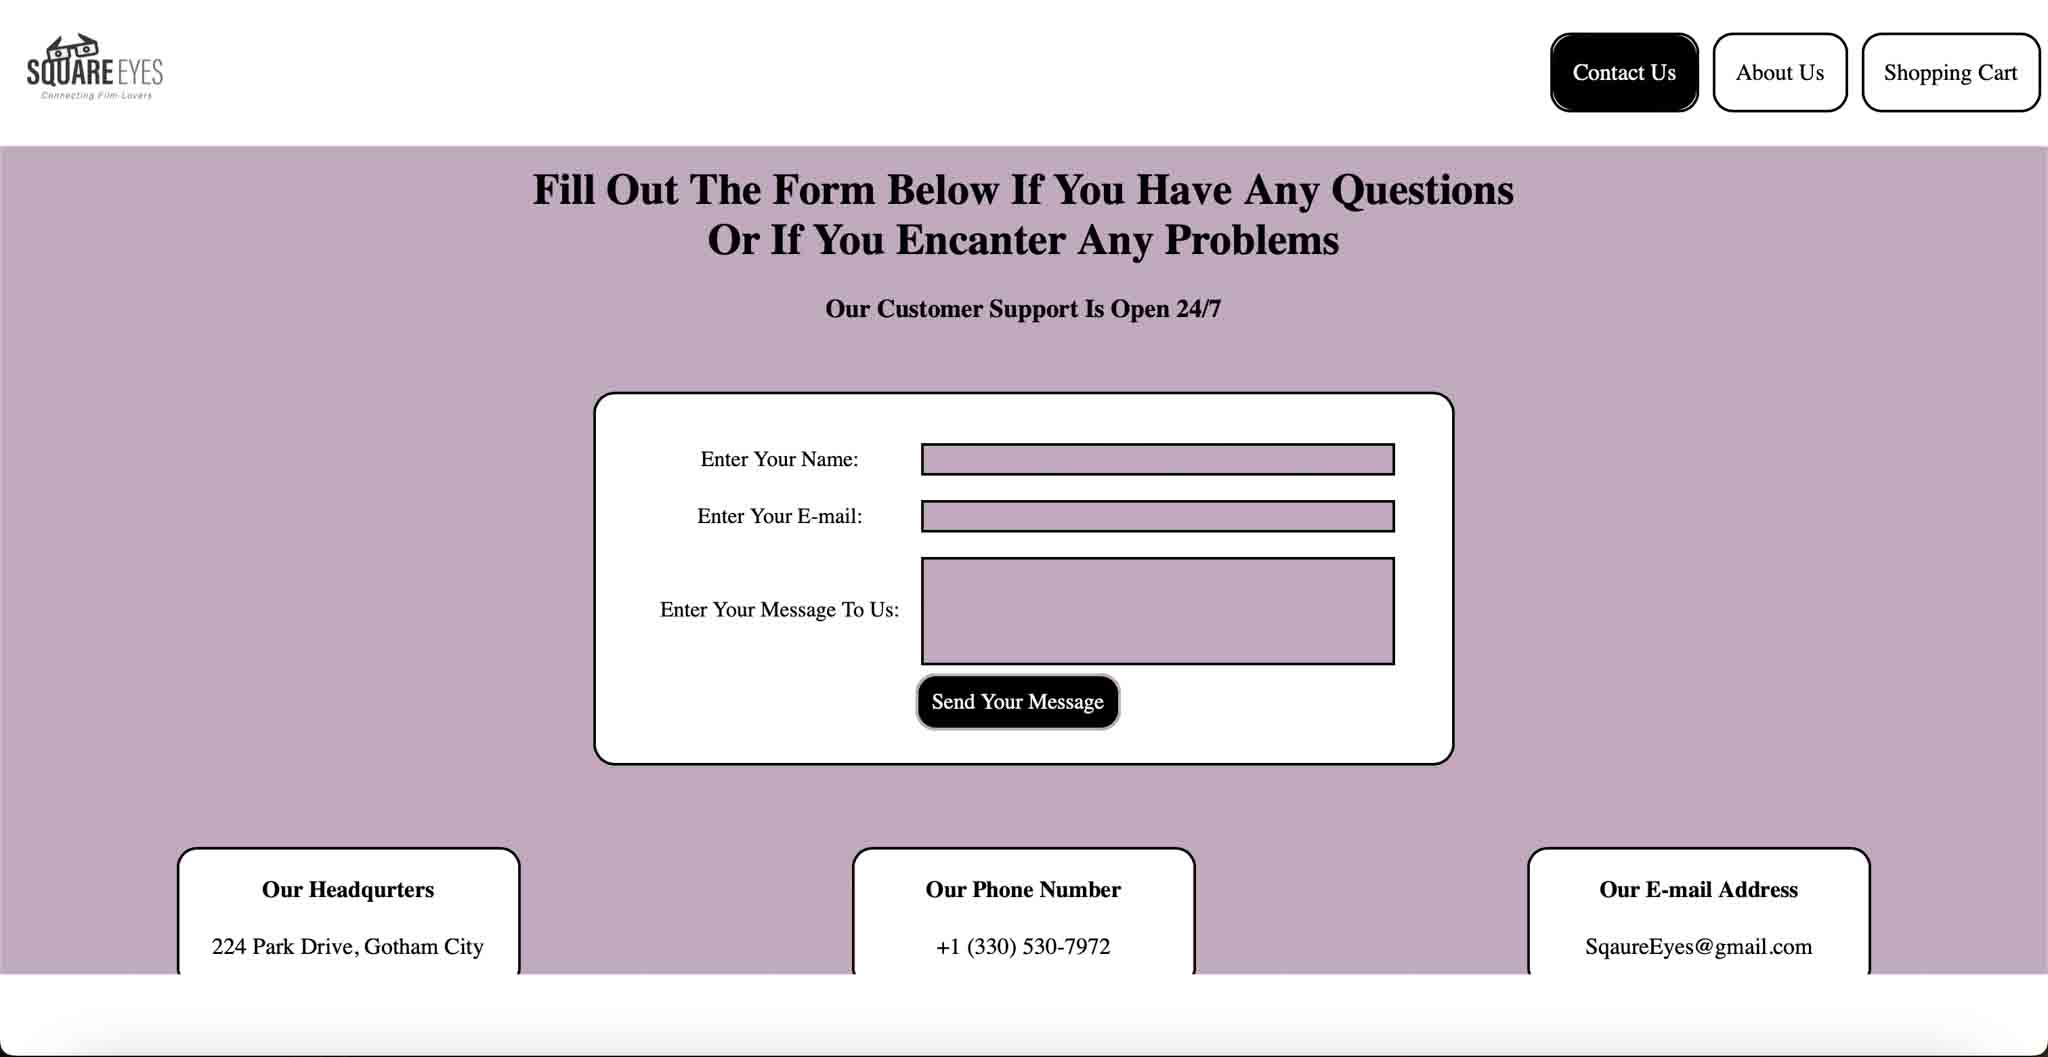 SQUARE EYES
Connecting Film-Lovers
Contact Us
About Us
Shopping Cart
Fill Out The Form Below If You Have Any Questions
Or If You Encanter Any Problems
Our Customer Support Is Open 24/7
Enter Your Name:
Enter Your E-mail:
Enter Your Message To Us:
Send Your Message
Our Headqurters
224 Park Drive, Gotham City
Our Phone Number
+1 (330) 530-7972
Our E-mail Address
SqaureEyes@gmail.com